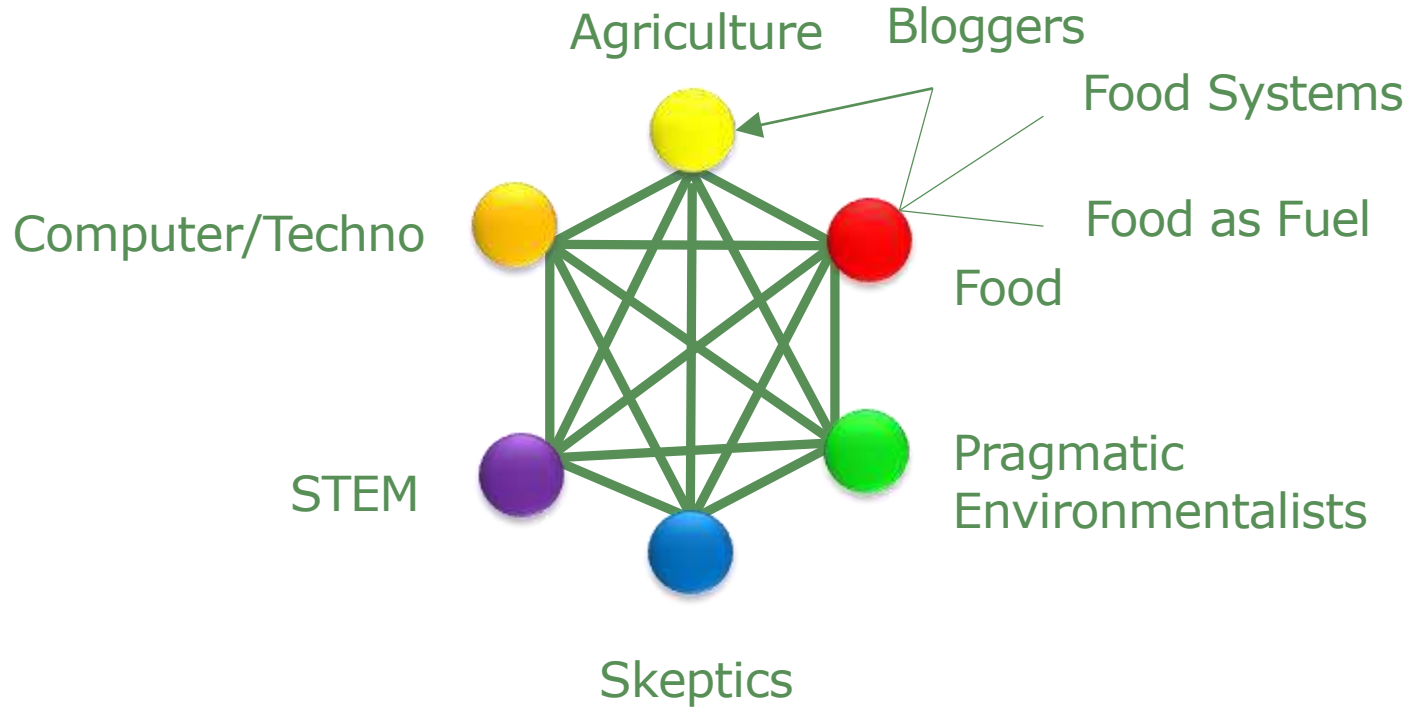 Agriculture
Bloggers
Food Systems
Computer/Techno
Food as Fuel
Food
Pragmatic
Environmentalists
STEM
Skeptics